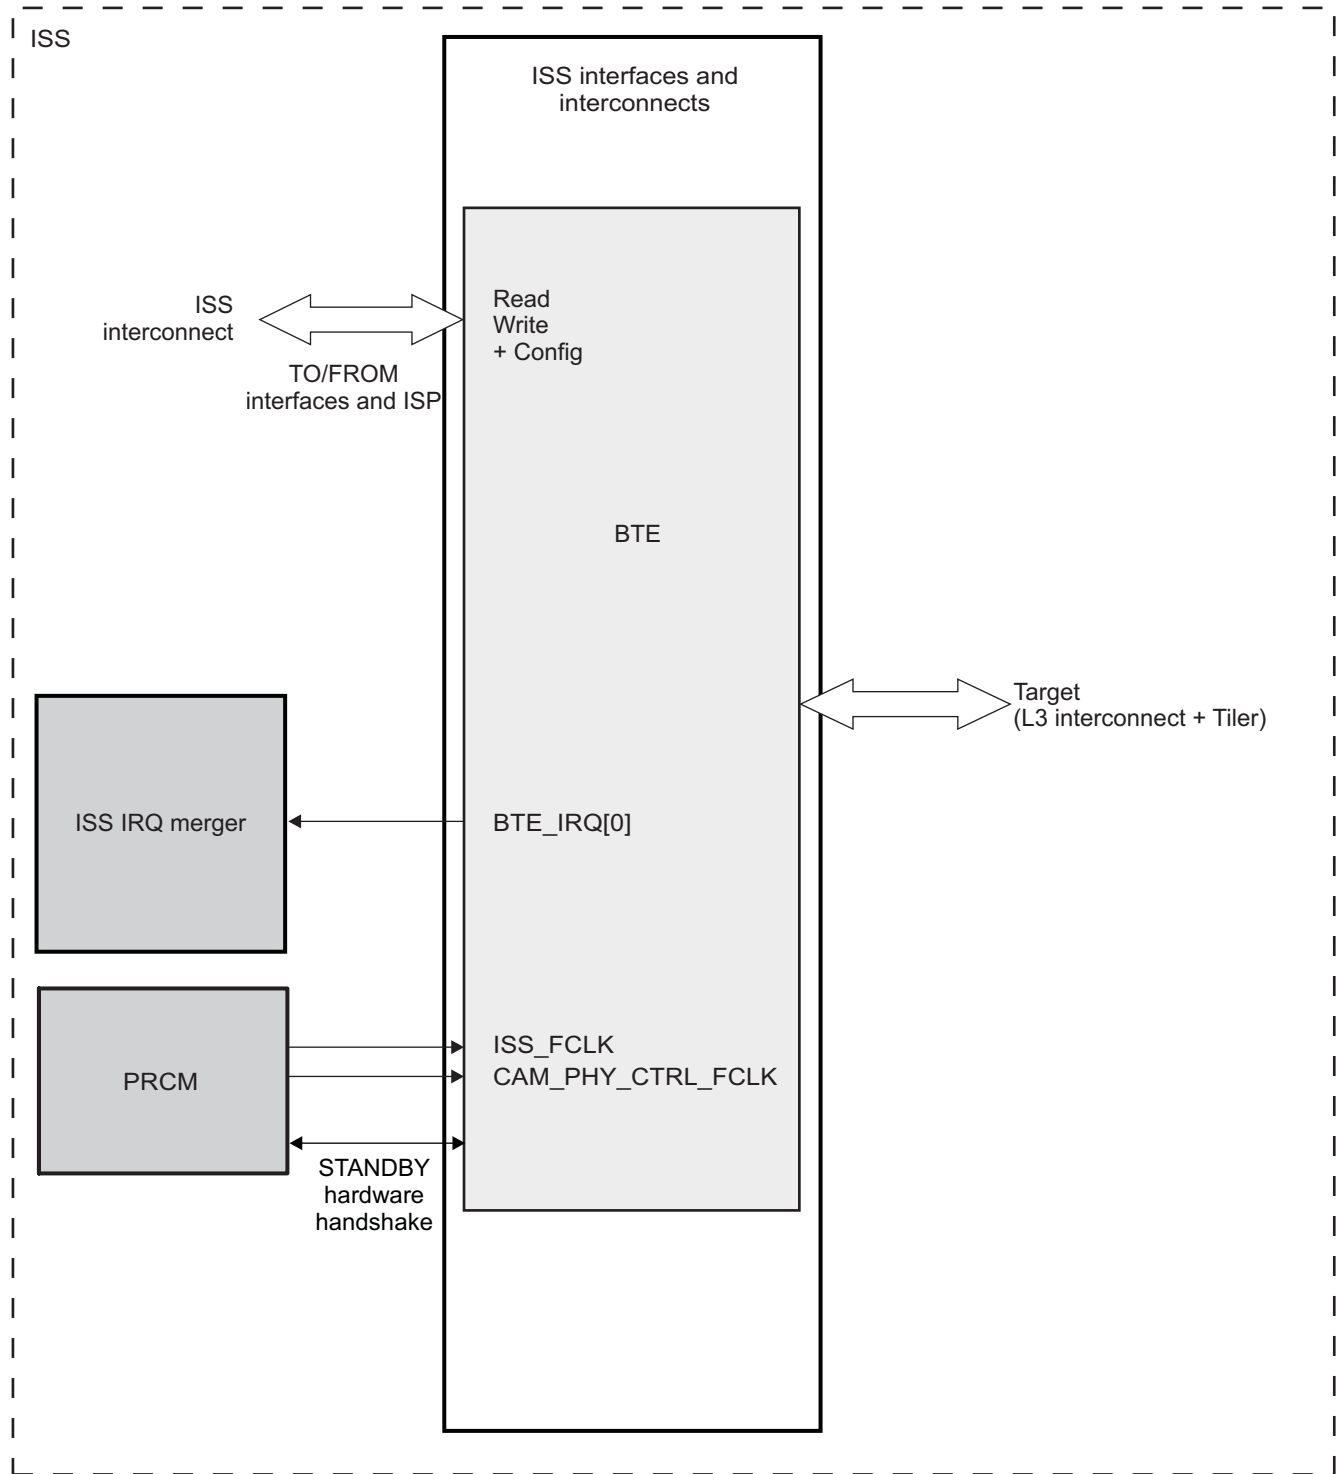 ISS
ISS interfaces and
interconnects
ISS
interconnect
Read
Write
+ Config
TO/FROM
interfaces and ISP
BTE
Target
(L3 interconnect + Tiler)
ISS IRQ merger
BTE_IRQ[0]
PRCM
ISS_FCLK
CAM_PHY_CTRL_FCLK
STANDBY
hardware
handshake